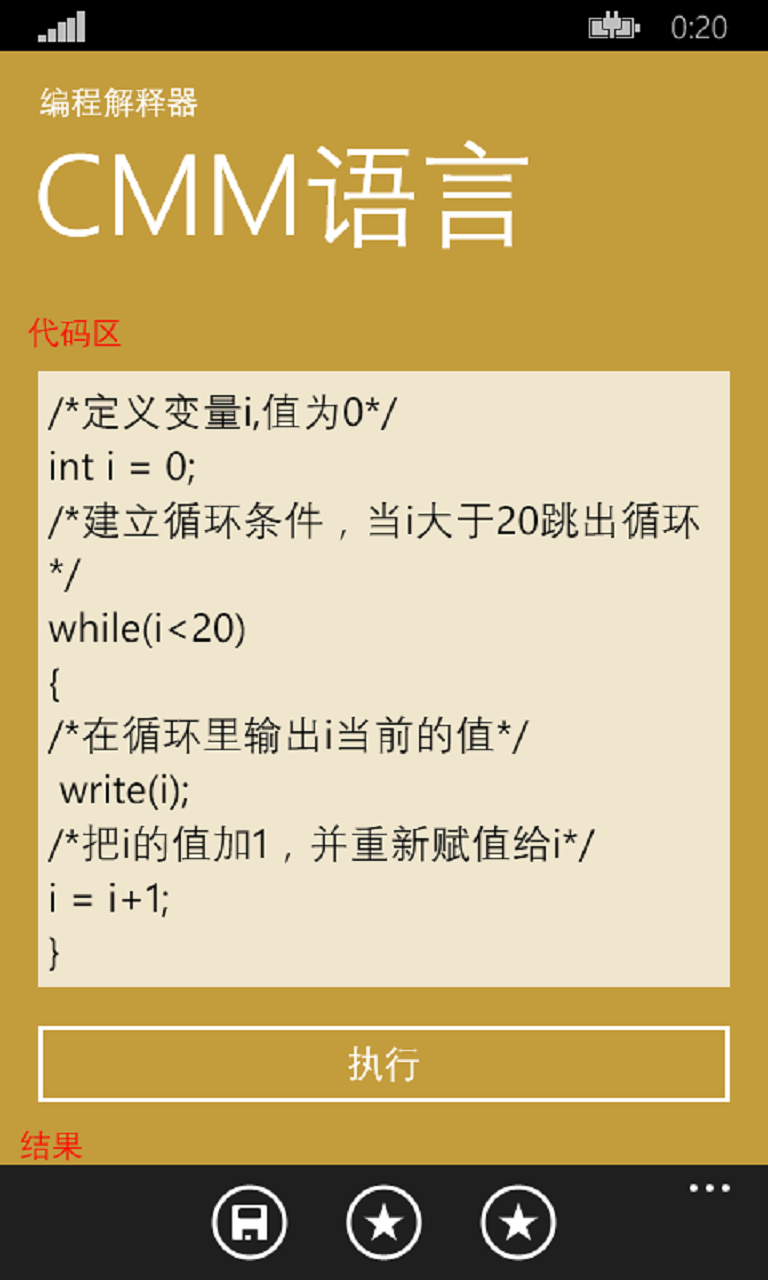 0:20
编程解释器
CMM语言
代码区
/*定义变量i,值为0*/
int i = 0;
/*建立循环条件，当i大于20跳出循环
*/
while(i<20)
{
/*在循环里输出i当前的值*/
write(i);
/*把i的值加1，并重新赋值给i*/
i = i+1;
}
执行
结果